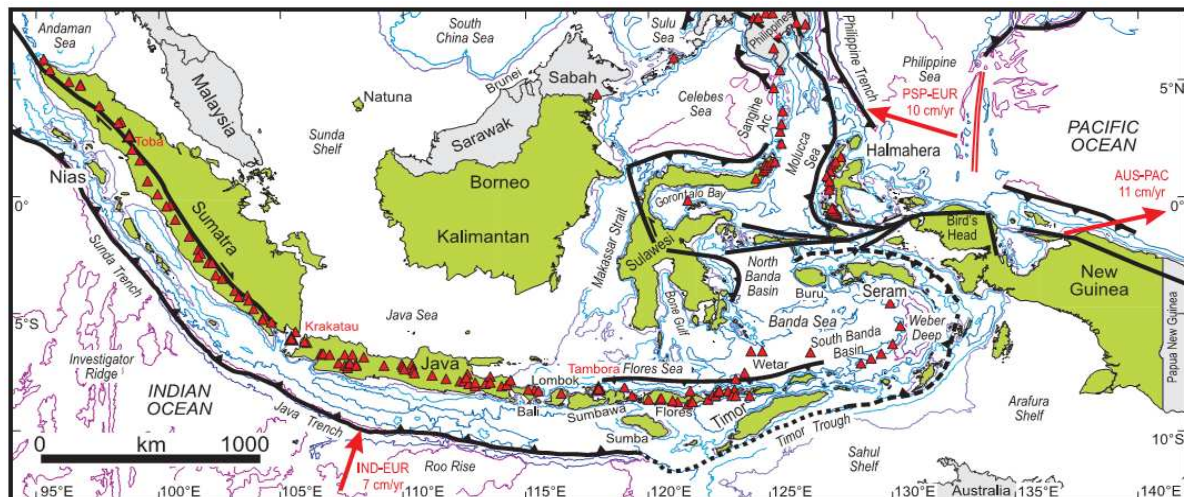 Andaman
Sea
South
China Sea
Sulu
Sea
Philippines
Philippine Trench
Philippine
Sea
5°N
Malaysia
Brunei
Sabah
Natuna
Celebes
Sea
Sangihe
Arc
PSP-EUR
10 cm/yr
PACIFIC
OCEAN
Toba
Sunda
Shelf
Sarawak
Molucca
Sea
Halmahera
AUS-PAC
11 cm/yr
Nias
Borneo
Gorontalo Bay
0°
0°
Sumatra
Kalimantan
Makassar Strait
Sulawesi
Bird's
Head
Sunda Trench
North
Banda
Basin
New
Guinea
Bone Gulf
Buru
Seram
5°S
Java Sea
Krakatau
Banda Sea
Weber
Deep
Papua New Guinea
Investigator
Ridge
Java
Tambora
Flores Sea
Wetar
South Banda
Basin
INDIAN
OCEAN
Lombok
Bali
Sumbawa
Flores
Timor
Arafura
Shelf
Java Trench
Sumba
Timor Trough
0
km
1000
10°S
IND-EUR
7 cm/yr
Roo Rise
Sahul
Shelf
Australia
95°E
100°E
105°E
110°E
115°E
120°E
125°E
130°E
135°E
140°E